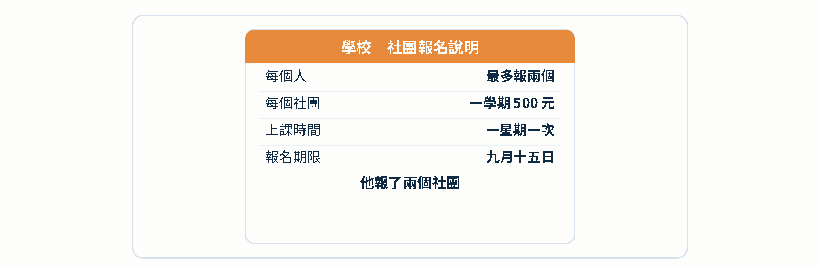 學校　社團報名說明
每個人　最多報兩個
每個社團　一學期 500 元
上課時間　一星期一次
報名期限　九月十五日
他報了兩個社團